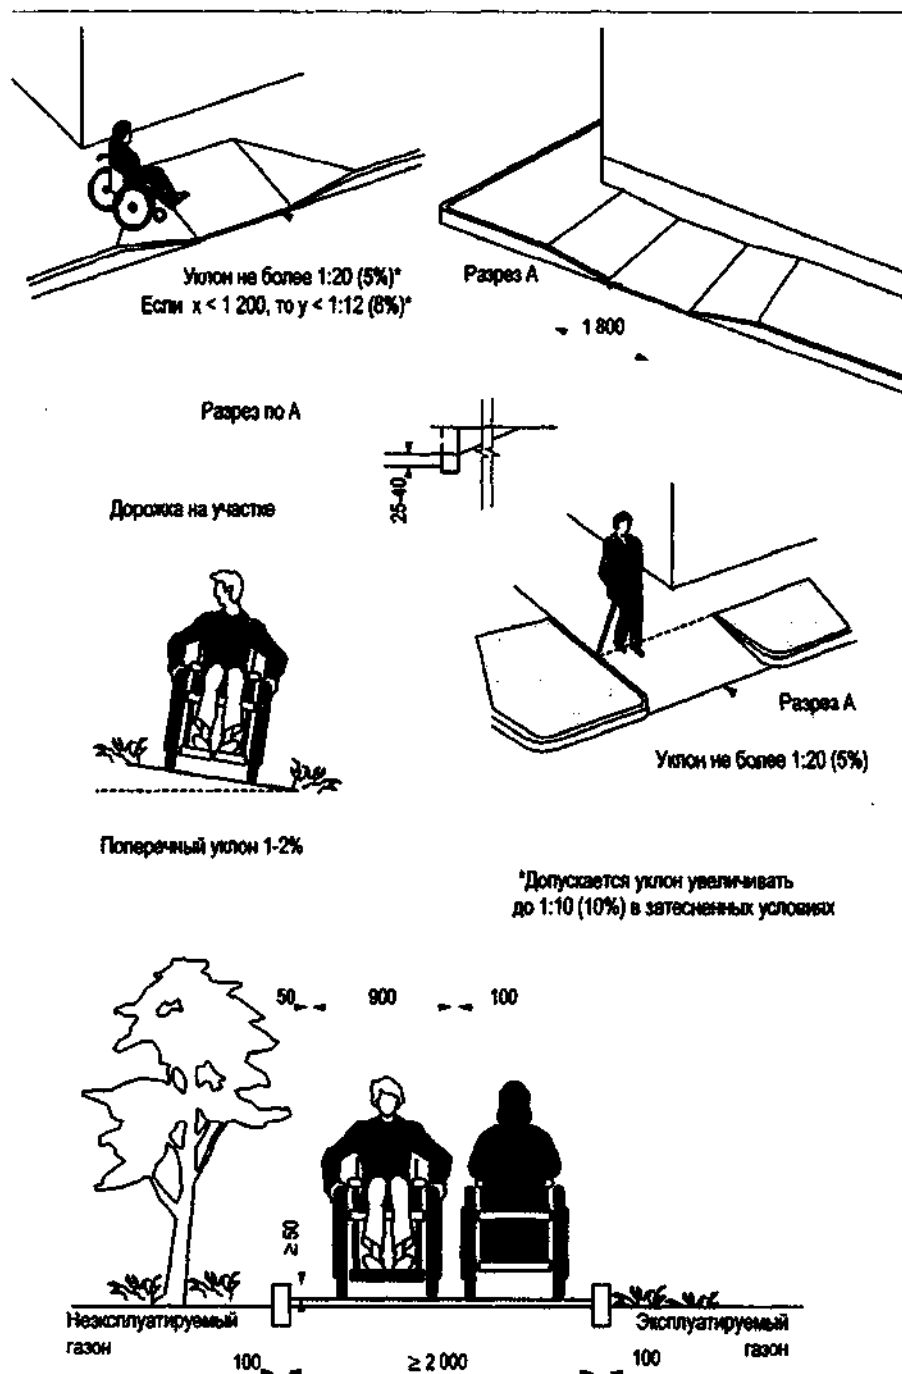 Уклон не более 1:20 (5%)*
Если x < 1 200, то y < 1:12 (8%)*
Разрез А
1 800
Разрез по А
25-40
Дорожка на участке
Разрез А
Уклон не более 1:20 (5%)
Поперечный уклон 1-2%
*Допускается уклон увеличивать
до 1:10 (10%) в затесненных условиях
50
900
100
≥ 50
Неэксплуатируемый
газон
Эксплуатируемый
газон
100
≥ 2 000
100